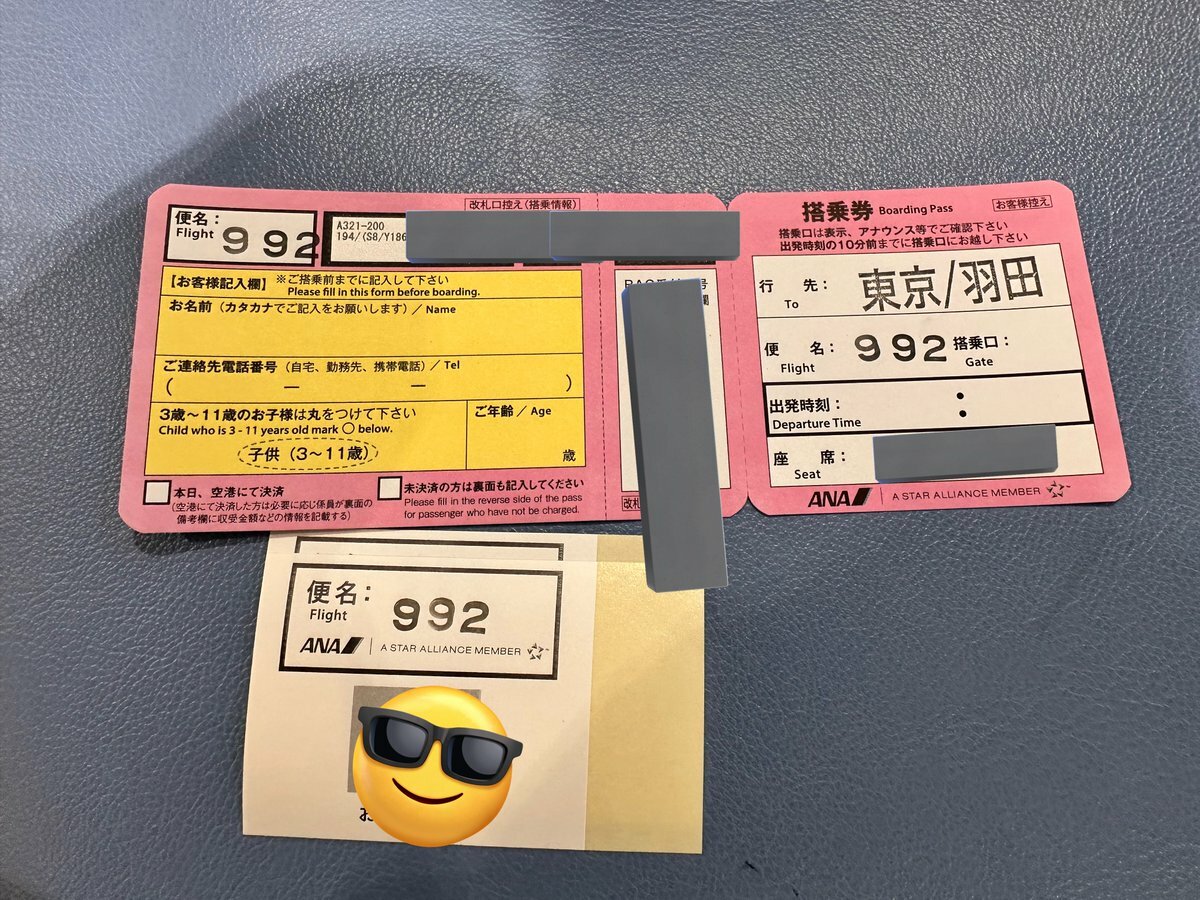 改札口控え(搭乗情報)
便名:
Flight
992
A321-200
194/(S8/Y186
【お客様記入欄】 ※ご搭乗前までに記入して下さい
Please fill in this form before boarding.
お名前(カタカナでご記入をお願いします)/Name
ご連絡先電話番号(自宅、勤務先、携帯電話)/Tel
( ー ー )
3歳〜11歳のお子様は丸をつけて下さい
Child who is 3 - 11 years old mark ○ below.
子供(3〜11歳)
ご年齢/Age
歳
本日、空港にて決済
(空港にて決済した方は必要に応じ係員が裏面の
備考欄に収受金額などの情報を記載する)
未決済の方は裏面も記入してください
Please fill in the reverse side of the pass
for passenger who have not be charged.
号
改札
搭乗券 Boarding Pass
お客様控え
搭乗口は表示、アナウンス等でご確認下さい
出発時刻の10分前までに搭乗口にお越し下さい
行 先:
To
東京/羽田
便 名:
Flight
992
搭乗口:
Gate
出発時刻:
Departure Time
:
座 席:
Seat
ANA A STAR ALLIANCE MEMBER
便名:
Flight
992
ANA A STAR ALLIANCE MEMBER
お